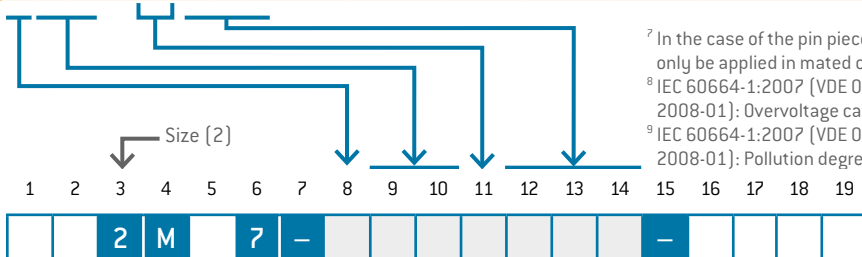 ⁷ In the case of the pin piece
only be applied in mated
⁸ IEC 60664-1:2007 (VDE 0
2008-01): Overvoltage ca
⁹ IEC 60664-1:2007 (VDE 0
2008-01): Pollution degre
Size (2)
1 2 3 4 5 6 7 8 9 10 11 12 13 14 15 16 17 18 19
2 M 7 – –